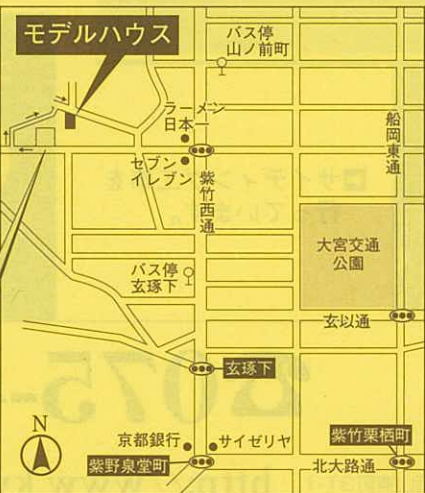 モデルハウス
バス停
山ノ前町
ラーメン
日本一
船岡東通
セブン
イレブン
紫竹西通
大宮交通
公園
バス停
玄琢下
玄以通
玄琢下
N
京都銀行
サイゼリヤ
紫竹栗栖町
紫野泉堂町
北大路通